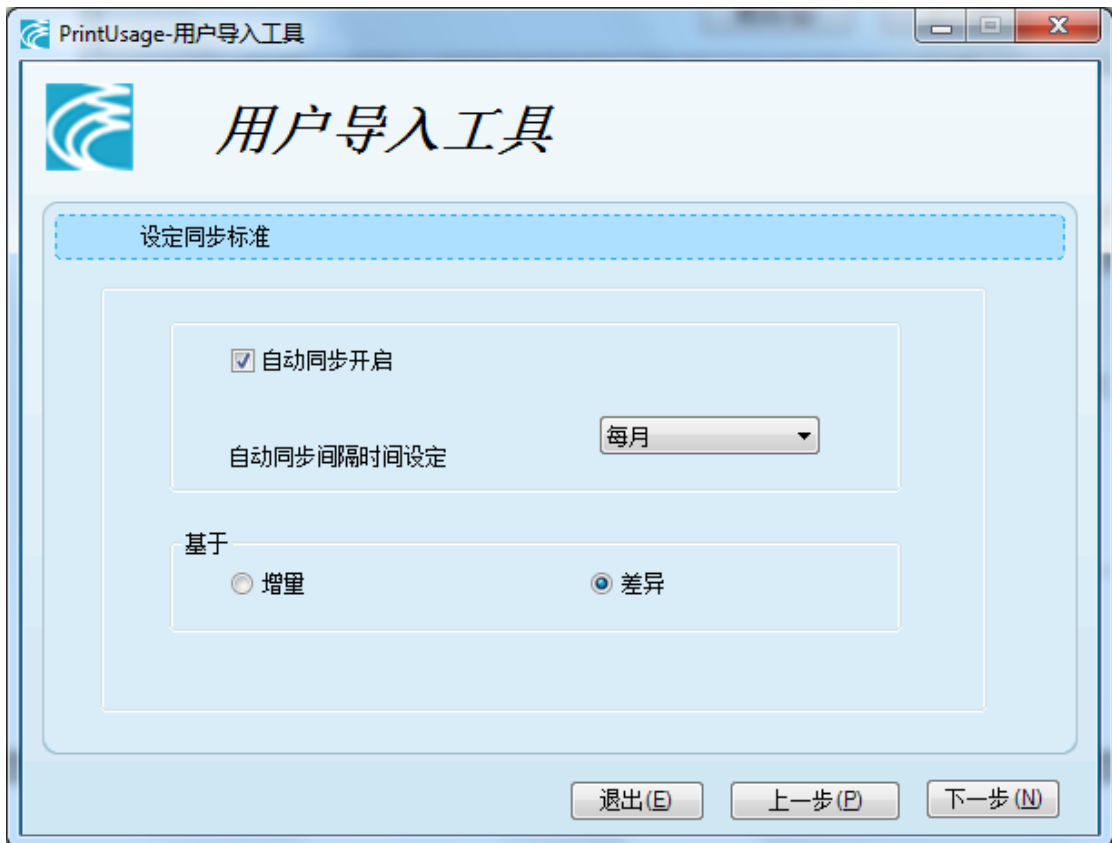 PrintUsage-用户导入工具
用户导入工具
设定同步标准
自动同步开启
每月
自动同步间隔时间设定
基于
增量 差异
退出(E) 上一步(P) 下一步(N)